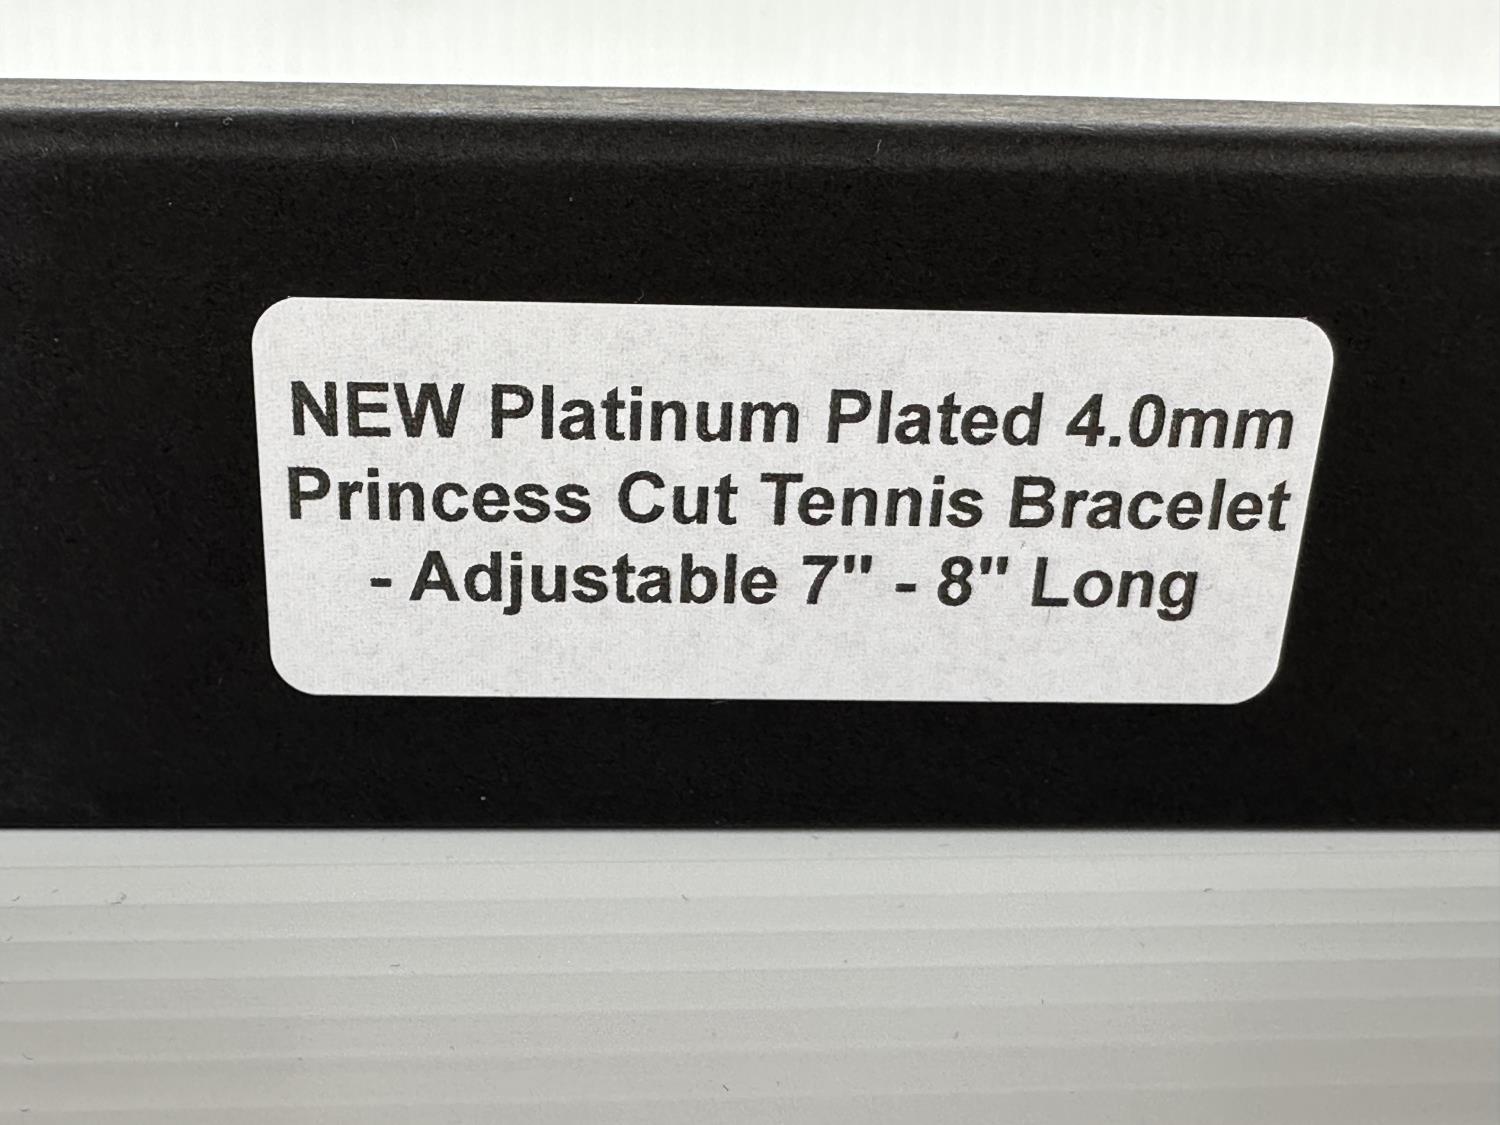 NEW Platinum Plated 4.0mm
Princess Cut Tennis Bracelet
- Adjustable 7" - 8" Long